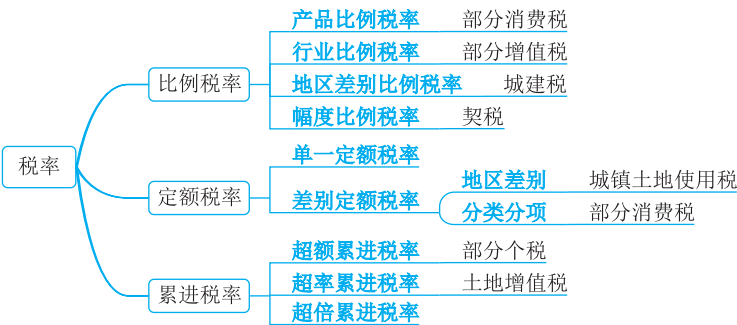 税率
比例税率
产品比例税率 部分消费税
行业比例税率 部分增值税
地区差别比例税率 城建税
幅度比例税率 契税
定额税率
单一定额税率
差别定额税率
地区差别 城镇土地使用税
分类分项 部分消费税
累进税率
超额累进税率 部分个税
超率累进税率 土地增值税
超倍累进税率